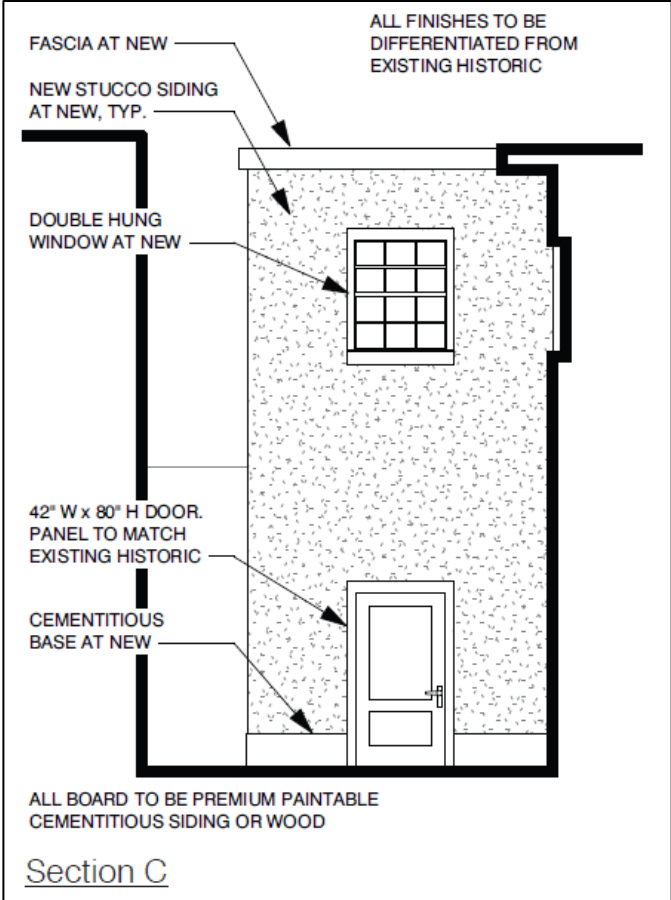 ALL FINISHES TO BE
DIFFERENTIATED FROM
EXISTING HISTORIC
FASCIA AT NEW
NEW STUCCO SIDING
AT NEW, TYP.
DOUBLE HUNG
WINDOW AT NEW
42" W x 80" H DOOR.
PANEL TO MATCH
EXISTING HISTORIC
CEMENTITIOUS
BASE AT NEW
ALL BOARD TO BE PREMIUM PAINTABLE
CEMENTITIOUS SIDING OR WOOD
Section C